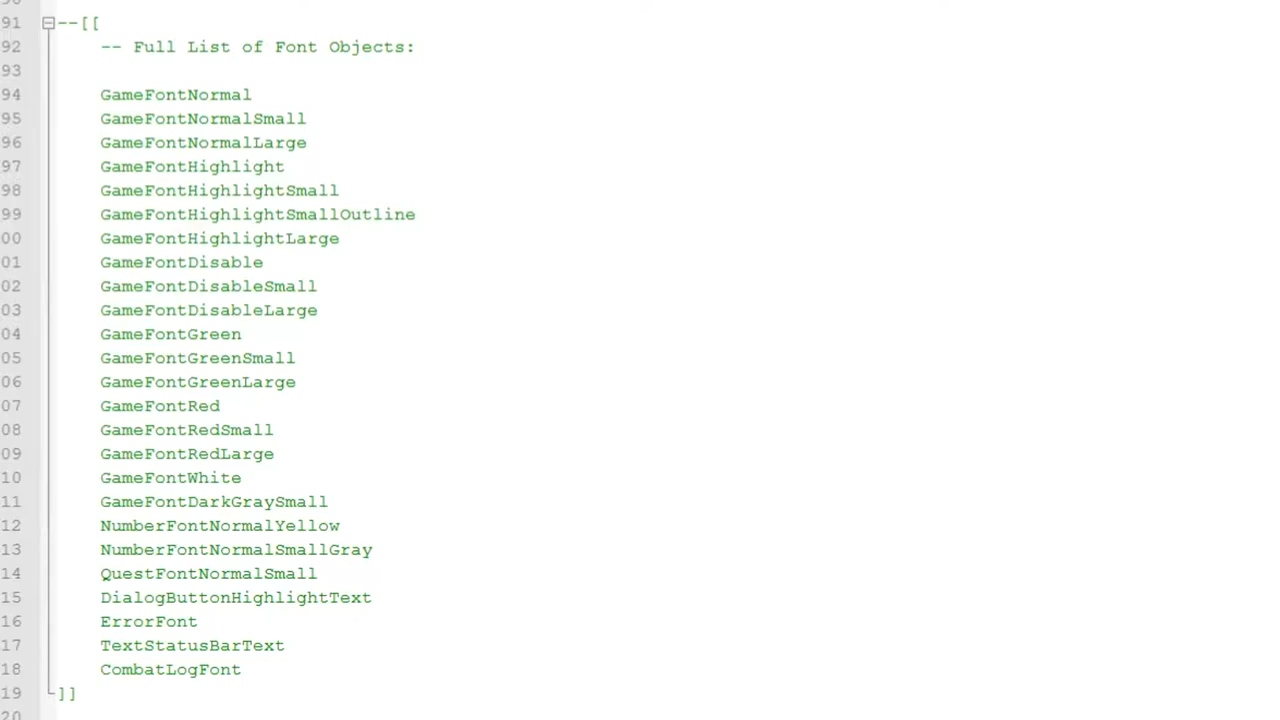 91 --[[
92 -- Full List of Font Objects:
93
94 GameFontNormal
95 GameFontNormalSmall
96 GameFontNormalLarge
97 GameFontHighlight
98 GameFontHighlightSmall
99 GameFontHighlightSmallOutline
00 GameFontHighlightLarge
01 GameFontDisable
02 GameFontDisableSmall
03 GameFontDisableLarge
04 GameFontGreen
05 GameFontGreenSmall
06 GameFontGreenLarge
07 GameFontRed
08 GameFontRedSmall
09 GameFontRedLarge
10 GameFontWhite
11 GameFontDarkGraySmall
12 NumberFontNormalYellow
13 NumberFontNormalSmallGray
14 QuestFontNormalSmall
15 DialogButtonHighlightText
16 ErrorFont
17 TextStatusBarText
18 CombatLogFont
19 ]]
20